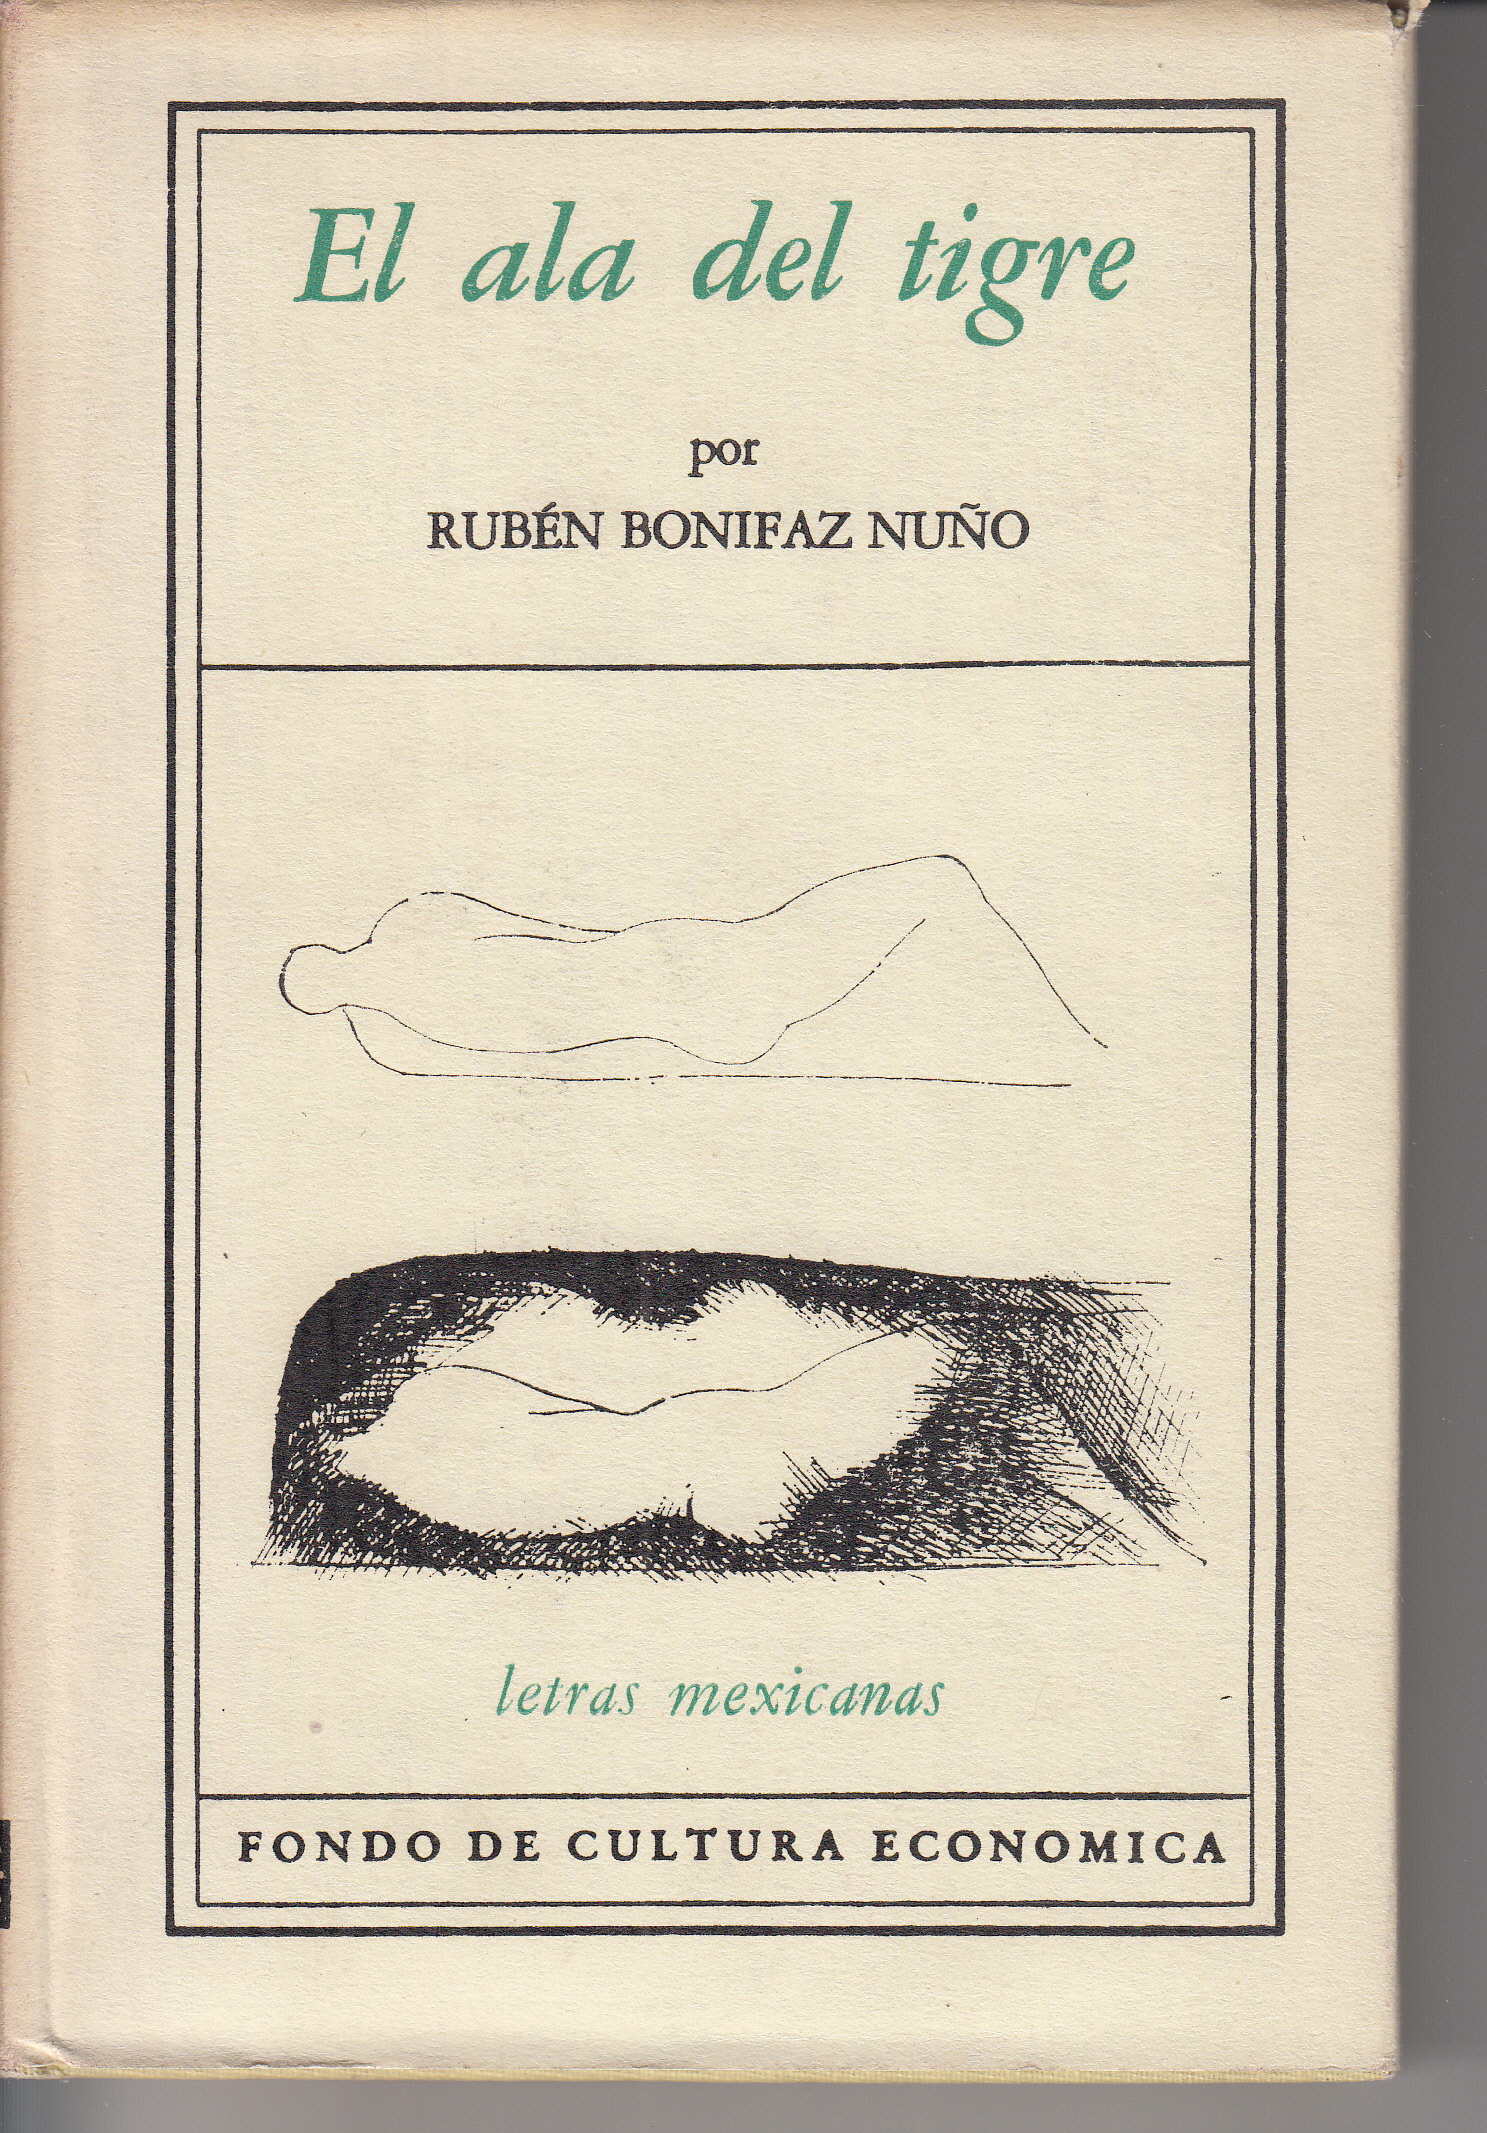 El ala del tigre
por
RUBÉN BONIFAZ NUÑO
letras mexicanas
FONDO DE CULTURA ECONOMICA